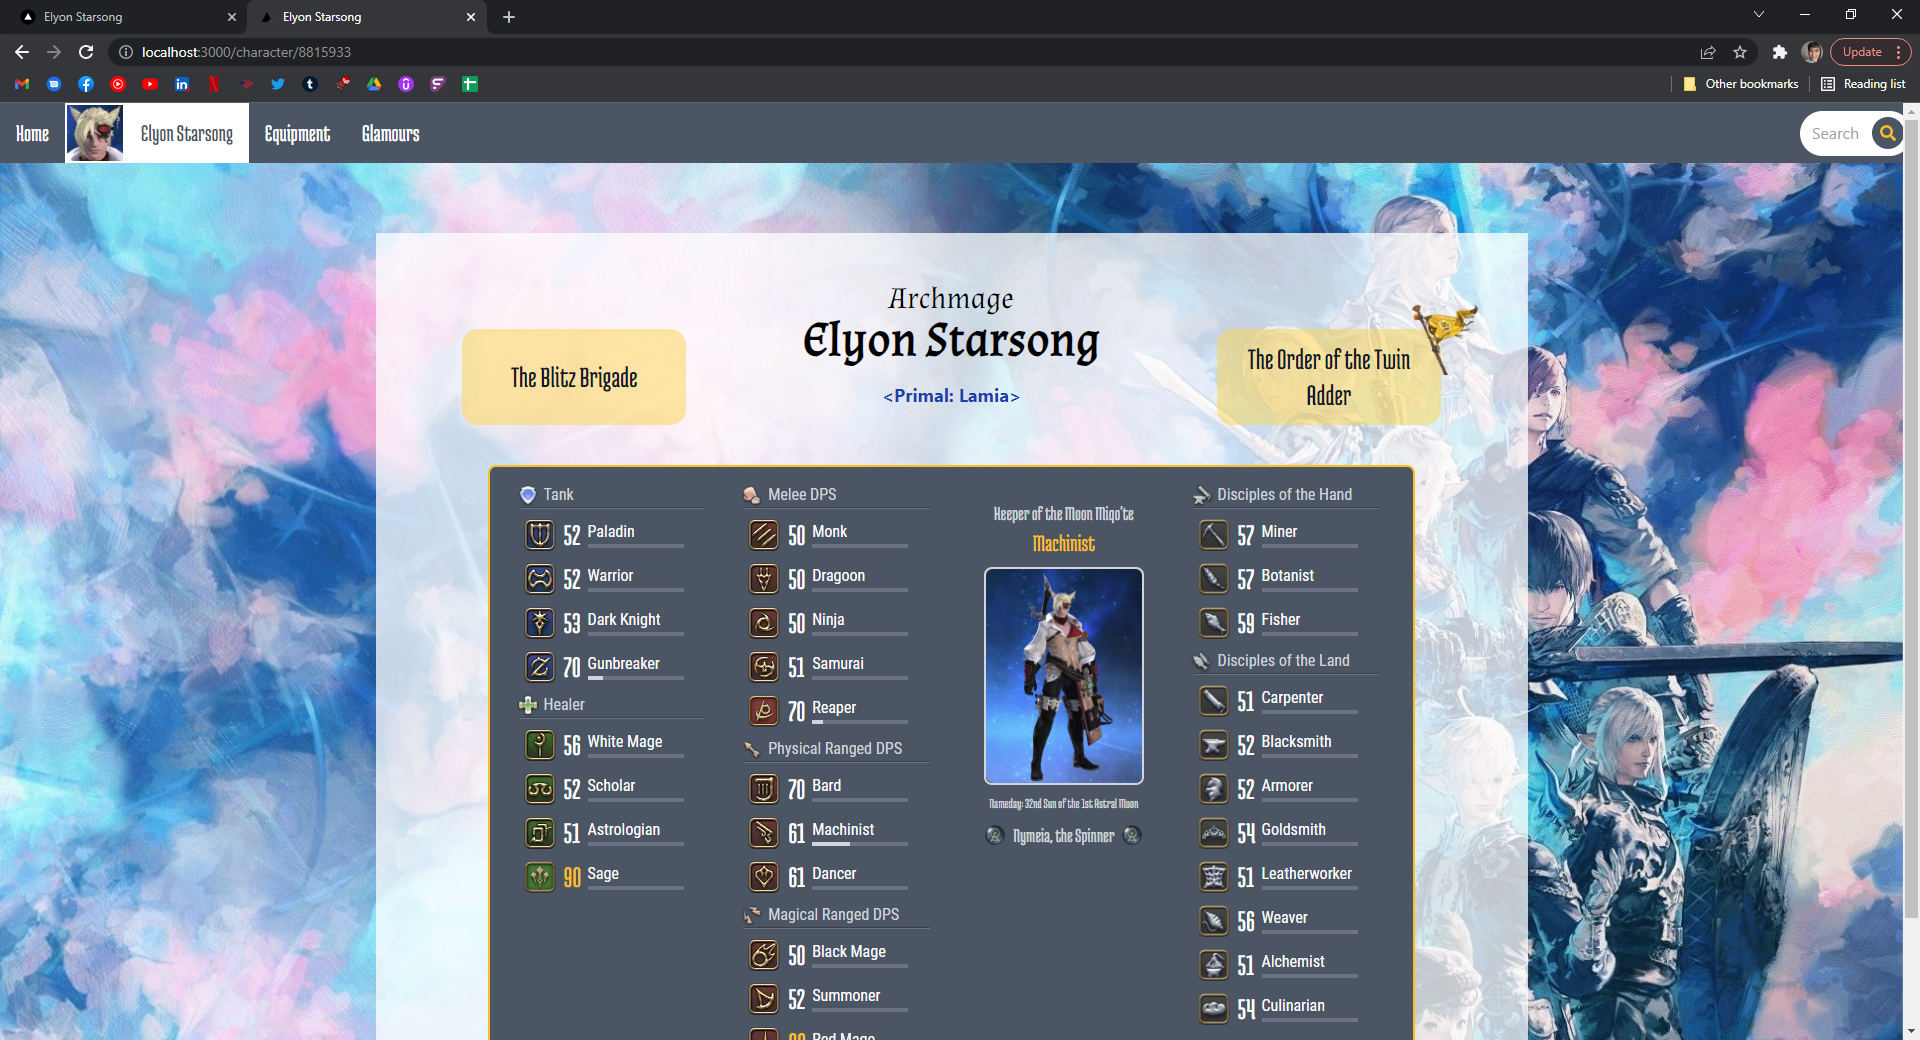 Elyon Starsong
Elyon Starsong
localhost:3000/character/8815933
Update
Other bookmarks
Reading list
Home
Elyon Starsong
Equipment
Glamours
Search
Archmage
Elyon Starsong
<Primal: Lamia>
The Blitz Brigade
The Order of the Twin
Adder
Tank
52 Paladin
52 Warrior
53 Dark Knight
70 Gunbreaker
Healer
56 White Mage
52 Scholar
51 Astrologian
90 Sage
Melee DPS
50 Monk
50 Dragoon
50 Ninja
51 Samurai
70 Reaper
Physical Ranged DPS
70 Bard
61 Machinist
61 Dancer
Magical Ranged DPS
50 Black Mage
52 Summoner
Red Mage
Keeper of the Moon Miqo'te
Machinist
Nameday: 32nd Sun of the 1st Astral Moon
Nymeia, the Spinner
Disciples of the Hand
57 Miner
57 Botanist
59 Fisher
Disciples of the Land
51 Carpenter
52 Blacksmith
52 Armorer
54 Goldsmith
51 Leatherworker
56 Weaver
51 Alchemist
54 Culinarian